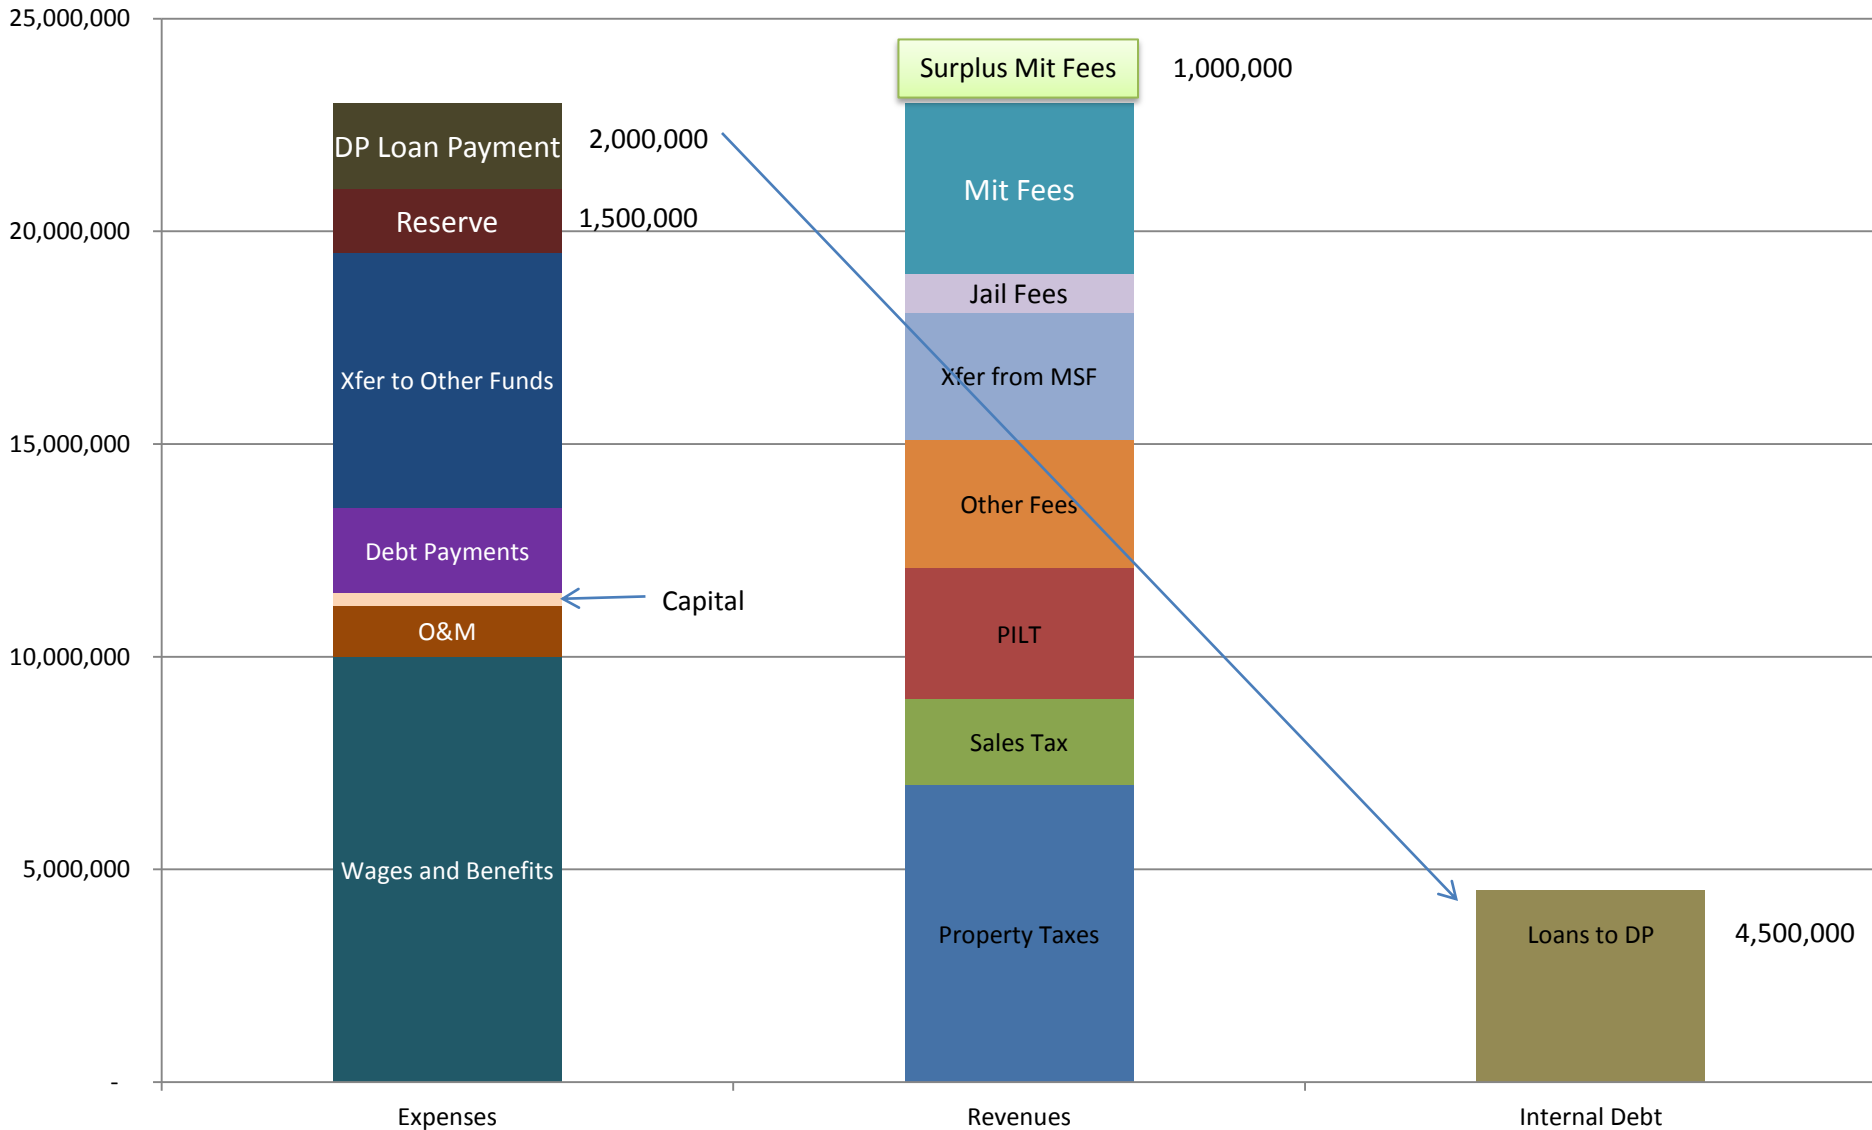 25,000,000
20,000,000
15,000,000
10,000,000
5,000,000
-
DP Loan Payment
2,000,000
Reserve
1,500,000
Xfer to Other Funds
Debt Payments
Capital
O&M
Wages and Benefits
Surplus Mit Fees
1,000,000
Mit Fees
Jail Fees
Xfer from MSF
Other Fees
PILT
Sales Tax
Property Taxes
Loans to DP
4,500,000
Expenses
Revenues
Internal Debt